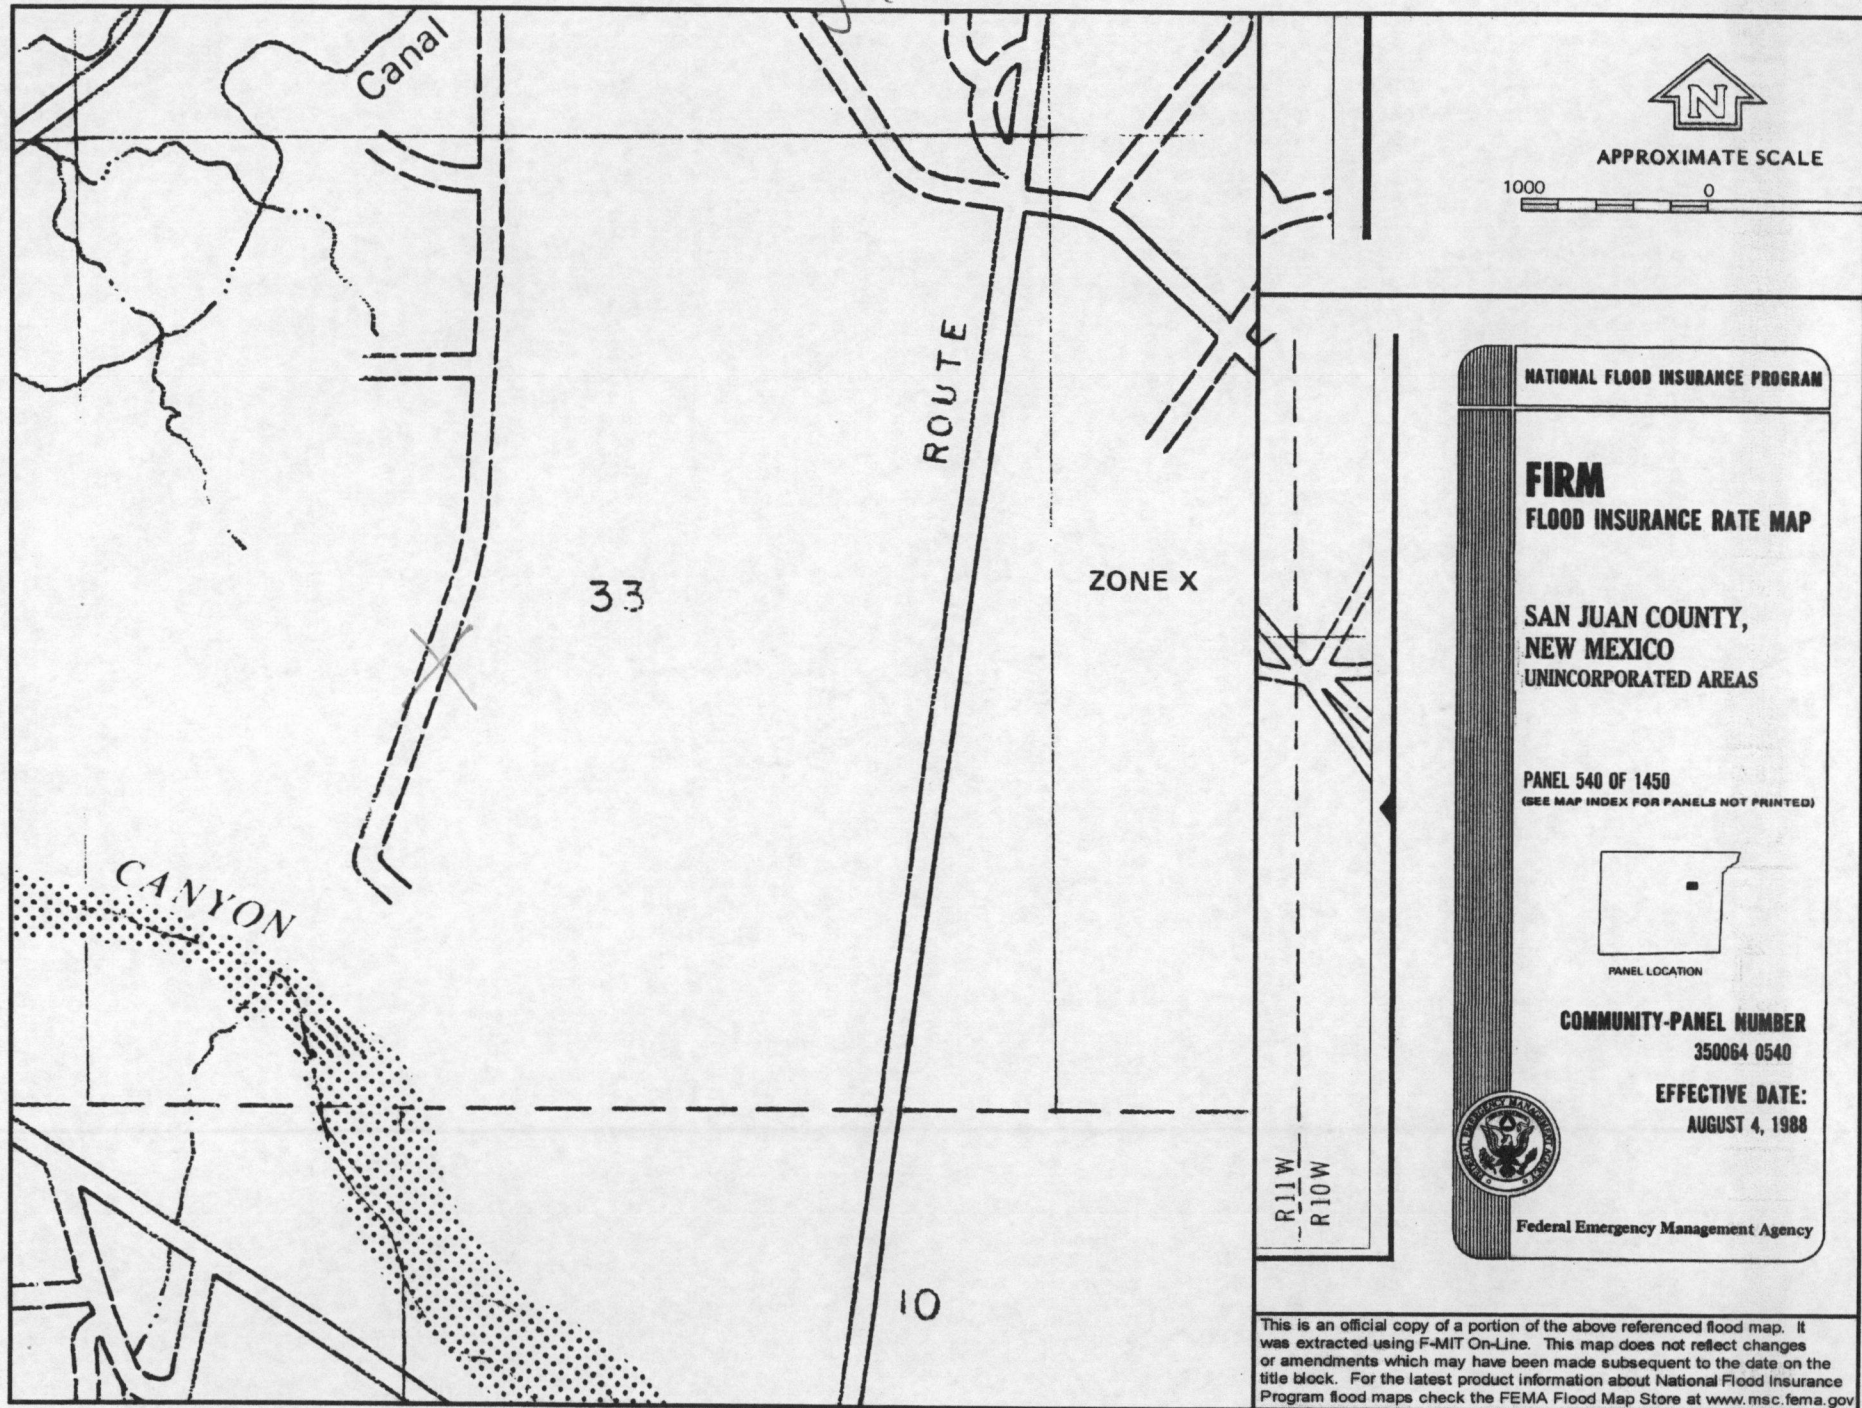 Canal
ROUTE
33
ZONE X
CANYON
10
N
APPROXIMATE SCALE
1000 0
NATIONAL FLOOD INSURANCE PROGRAM
FIRM
FLOOD INSURANCE RATE MAP
SAN JUAN COUNTY,
NEW MEXICO
UNINCORPORATED AREAS
PANEL 540 OF 1450
(SEE MAP INDEX FOR PANELS NOT PRINTED)
PANEL LOCATION
COMMUNITY-PANEL NUMBER
350064 0540
EFFECTIVE DATE:
AUGUST 4, 1988
FEDERAL EMERGENCY MANAGEMENT AGENCY
Federal Emergency Management Agency
R11W
R10W
This is an official copy of a portion of the above referenced flood map. It
was extracted using F-MIT On-Line. This map does not reflect changes
or amendments which may have been made subsequent to the date on the
title block. For the latest product information about National Flood Insurance
Program flood maps check the FEMA Flood Map Store at www.msc.fema.gov